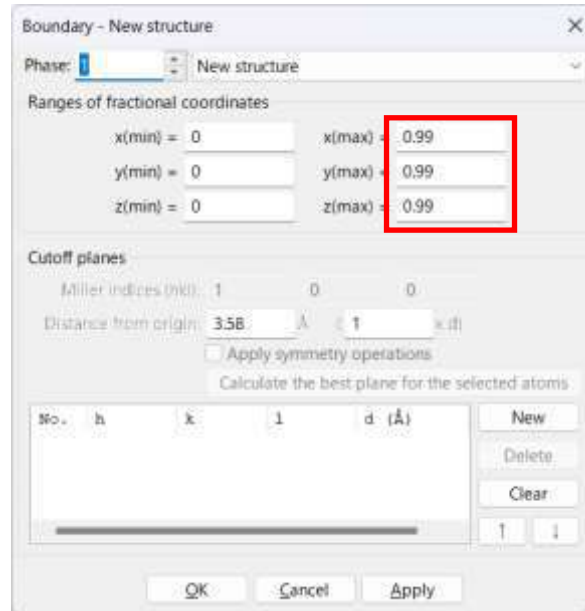 Boundary - New structure
Phase: 1 New structure
Ranges of fractional coordinates
x(min) = 0 x(max) = 0.99
y(min) = 0 y(max) = 0.99
z(min) = 0 z(max) = 0.99
Cutoff planes
Miller indices (hkl): 1 0 0
Distance from origin: 3.58 Å ( 1 x d)
Apply symmetry operations
Calculate the best plane for the selected atoms
No. h k l d (Å) New
Delete
Clear
↑ ↓
OK Cancel Apply